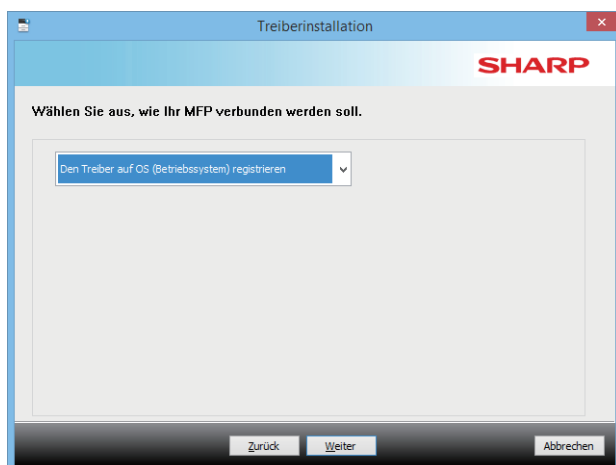 Treiberinstallation
SHARP
Wählen Sie aus, wie Ihr MFP verbunden werden soll.
Den Treiber auf OS (Betriebssystem) registrieren
Zurück Weiter Abbrechen